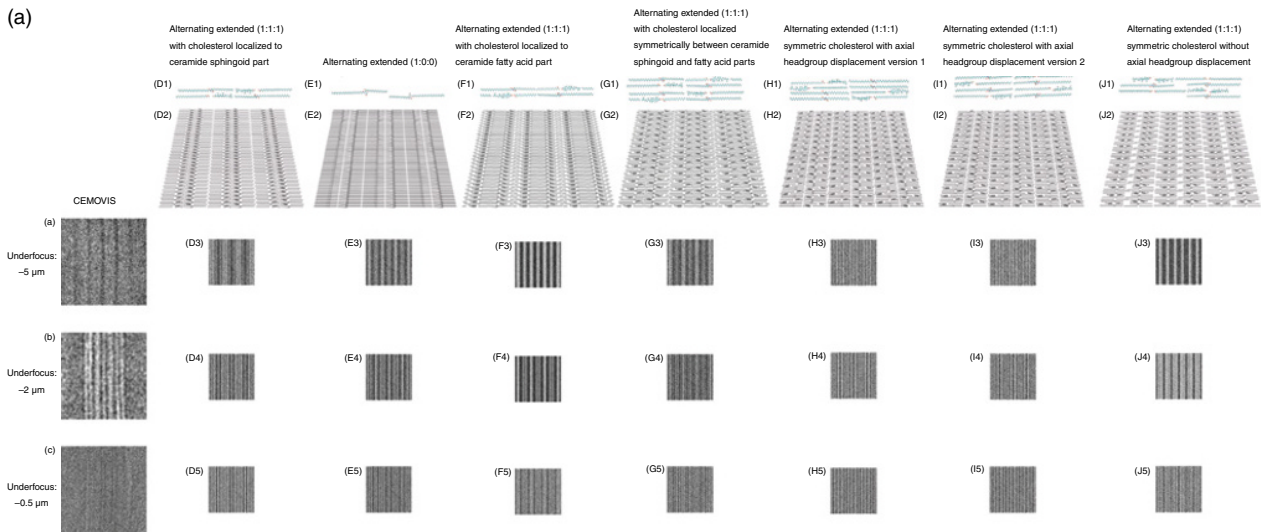 (a)
Alternating extended (1:1:1)
with cholesterol localized to
ceramide sphingoid part
Alternating extended (1:0:0)
Alternating extended (1:1:1)
with cholesterol localized to
ceramide fatty acid part
Alternating extended (1:1:1)
with cholesterol localized
symmetrically between ceramide
sphingoid and fatty acid parts
Alternating extended (1:1:1)
symmetric cholesterol with axial
headgroup displacement version 1
Alternating extended (1:1:1)
symmetric cholesterol with axial
headgroup displacement version 2
Alternating extended (1:1:1)
symmetric cholesterol without
axial headgroup displacement
(D1) (E1) (F1) (G1) (H1) (I1) (J1)
(D2) (E2) (F2) (G2) (H2) (I2) (J2)
CEMOVIS
(a)
Underfocus:
–5 µm
(D3) (E3) (F3) (G3) (H3) (I3) (J3)
(b)
Underfocus:
–2 µm
(D4) (E4) (F4) (G4) (H4) (I4) (J4)
(c)
Underfocus:
–0.5 µm
(D5) (E5) (F5) (G5) (H5) (I5) (J5)